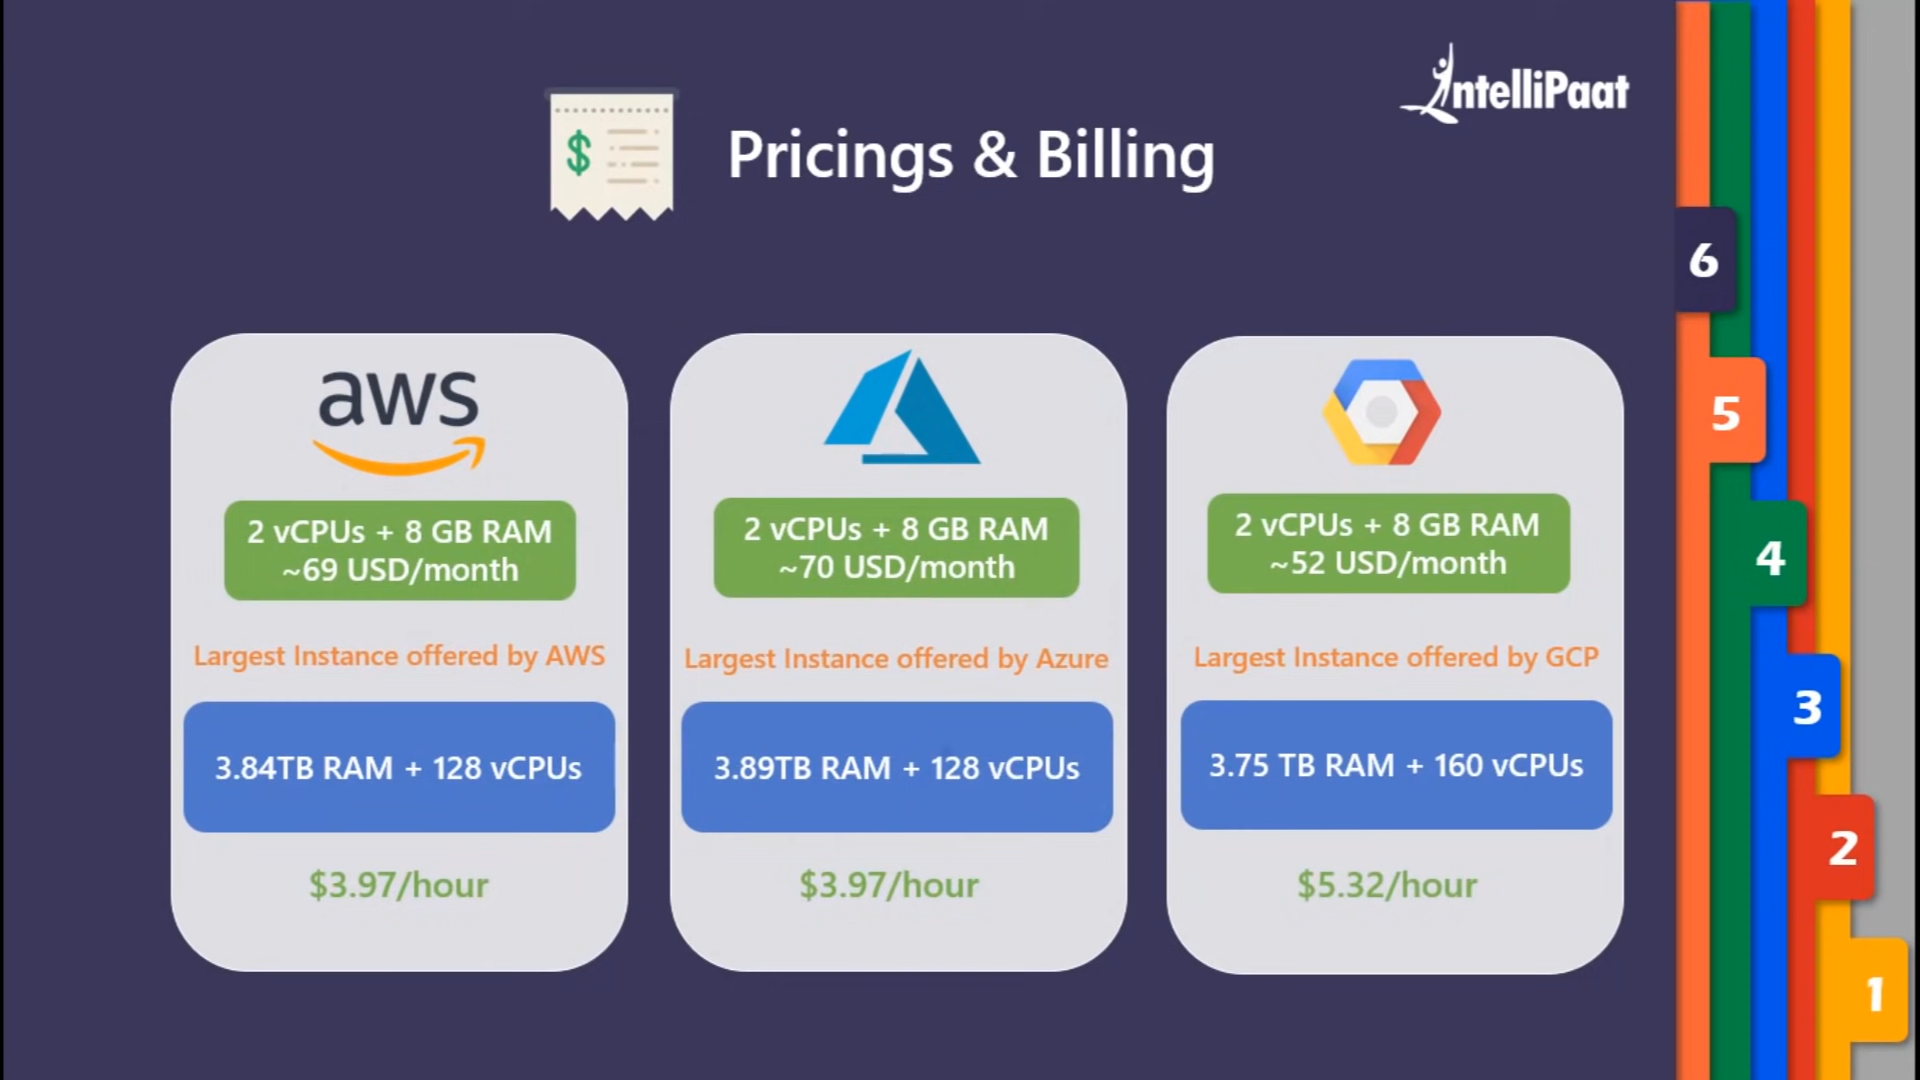 IntelliPaat
$
Pricings & Billing
aws
2 vCPUs + 8 GB RAM
~69 USD/month
Largest Instance offered by AWS
3.84TB RAM + 128 vCPUs
$3.97/hour
2 vCPUs + 8 GB RAM
~70 USD/month
Largest Instance offered by Azure
3.89TB RAM + 128 vCPUs
$3.97/hour
2 vCPUs + 8 GB RAM
~52 USD/month
Largest Instance offered by GCP
3.75 TB RAM + 160 vCPUs
$5.32/hour
6
5
4
3
2
1